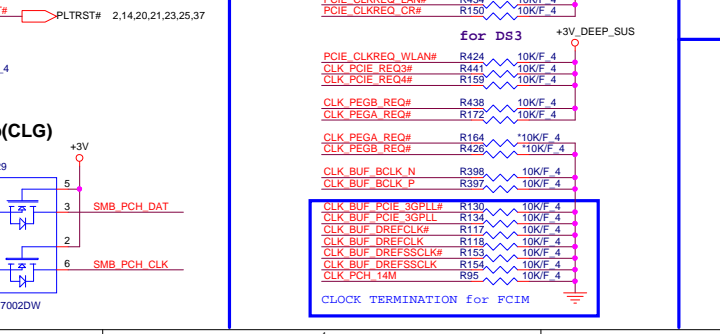 PLTRST# 2,14,20,21,23,25,37
_4
(CLG)
+3V
5
3 SMB_PCH_DAT
2
6 SMB_PCH_CLK
7002DW
PCIE_CLKREQ_CR# R150 10K/F_4
for DS3 +3V_DEEP_SUS
PCIE_CLKREQ_WLAN# R424 10K/F_4
CLK_PCIE_REQ3# R441 10K/F_4
CLK_PCIE_REQ4# R159 10K/F_4
CLK_PEGB_REQ# R438 10K/F_4
CLK_PEGA_REQ# R172 10K/F_4
CLK_PEGA_REQ# R164 *10K/F_4
CLK_PEGB_REQ# R426 *10K/F_4
CLK_BUF_BCLK_N R398 10K/F_4
CLK_BUF_BCLK_P R397 10K/F_4
CLK_BUF_PCIE_3GPLL# R130 10K/F_4
CLK_BUF_PCIE_3GPLL R134 10K/F_4
CLK_BUF_DREFCLK# R117 10K/F_4
CLK_BUF_DREFCLK R118 10K/F_4
CLK_BUF_DREFSSCLK# R153 10K/F_4
CLK_BUF_DREFSSCLK R154 10K/F_4
CLK_PCH_14M R95 10K/F_4
CLOCK TERMINATION for FCIM